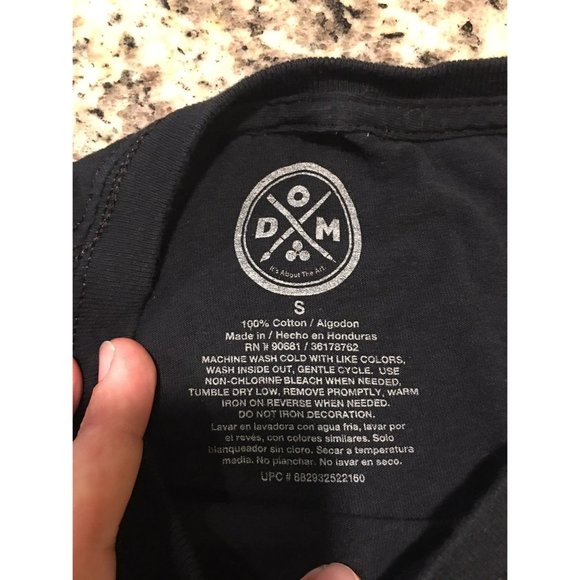 O
D M
It's About The Art.
S
100% Cotton / Algodon
Made in / Hecho en Honduras
RN # 90681 / 36178762
MACHINE WASH COLD WITH LIKE COLORS,
WASH INSIDE OUT, GENTLE CYCLE. USE
NON-CHLORINE BLEACH WHEN NEEDED,
TUMBLE DRY LOW, REMOVE PROMPTLY, WARM
IRON ON REVERSE WHEN NEEDED.
DO NOT IRON DECORATION.
Lavar en lavadora con agua fria, lavar por
el revés, con colores similares. Solo
blanqueador sin cloro. Secar a temperatura
media. No planchar. No lavar en seco.
UPC # 882932522160